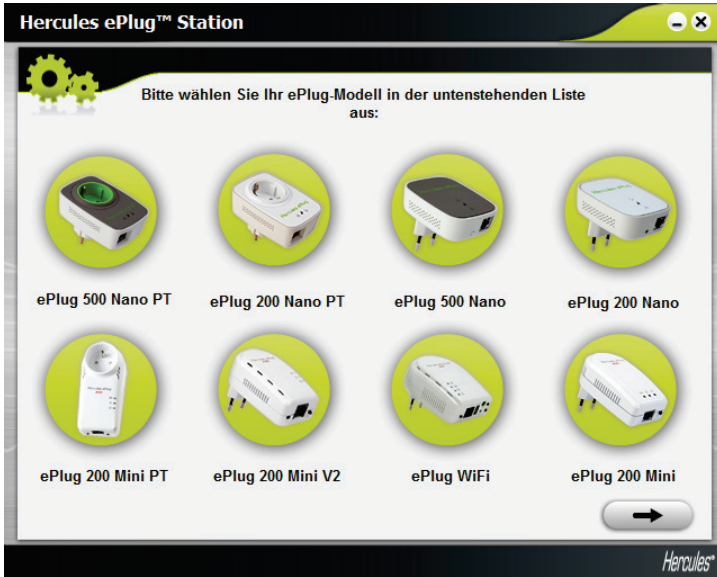 Hercules ePlug™ Station
Bitte wählen Sie Ihr ePlug-Modell in der untenstehenden Liste
aus:
ePlug 500 Nano PT
ePlug 200 Nano PT
ePlug 500 Nano
ePlug 200 Nano
ePlug 200 Mini PT
ePlug 200 Mini V2
ePlug WiFi
ePlug 200 Mini
Hercules®